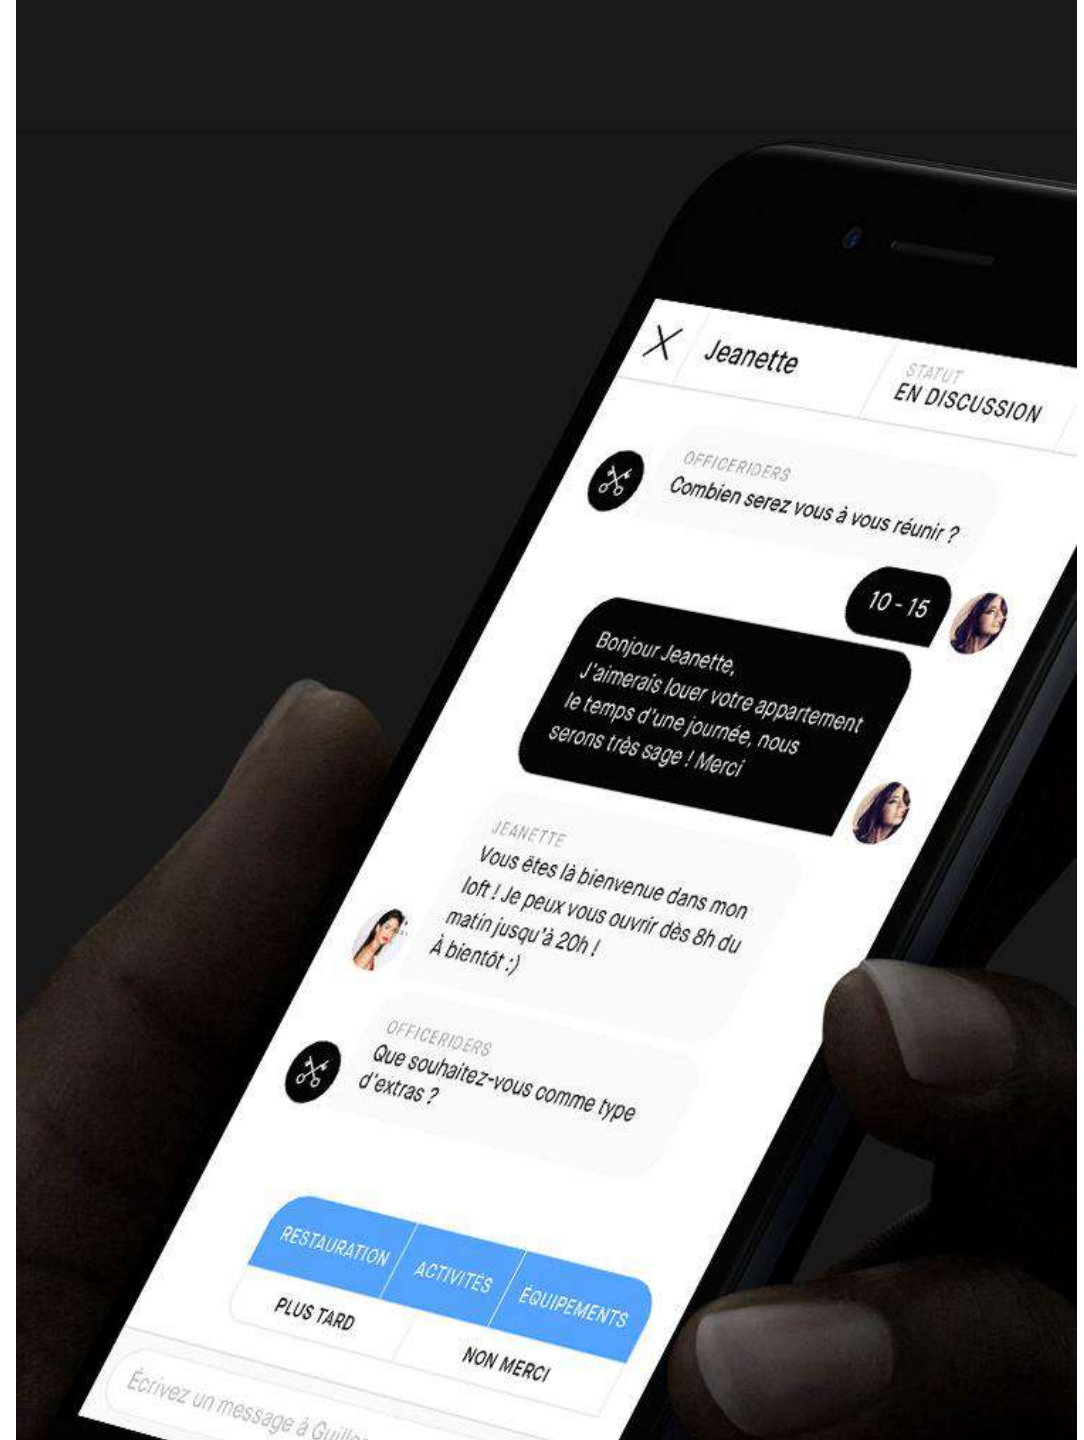 Jeanette
STATUT
EN DISCUSSION
OFFICERIDERS
Combien serez vous à vous réunir ?
10 - 15
Bonjour Jeanette,
J'aimerais louer votre appartement
le temps d'une journée, nous
serons très sage ! Merci
JEANETTE
Vous êtes là bienvenue dans mon
loft ! Je peux vous ouvrir dès 8h du
matin jusqu'à 20h !
À bientôt :)
OFFICERIDERS
Que souhaitez-vous comme type
d'extras ?
RESTAURATION
ACTIVITÉS
ÉQUIPEMENTS
PLUS TARD
NON MERCI
Écrivez un message à